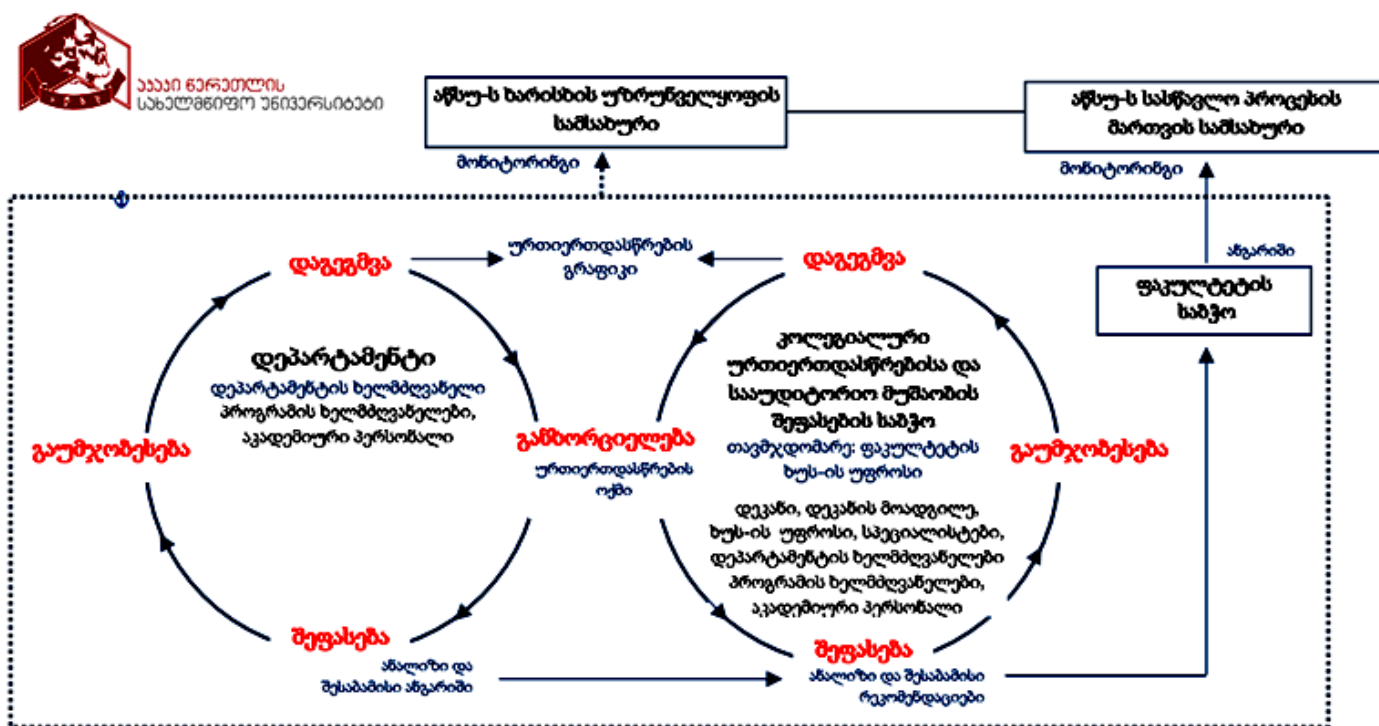 აკაკი წერეთლის
სახელმწიფო უნივერსიტეტი
აწსუ-ს ხარისხის უზრუნველყოფის
სამსახური
აწსუ-ს სასწავლო პროცესის
მართვის სამსახური
მონიტორინგი
მონიტორინგი
დაგეგმვა
ურთიერთდასწრების
გრაფიკი
დაგეგმვა
ანგარიში
ფაკულტეტის
საბჭო
დეპარტამენტი
დეპარტამენტის ხელმძღვანელი
პროგრამის ხელმძღვანელები,
აკადემიური პერსონალი
კოლეგიალური
ურთიერთდასწრებისა და
სააუდიტორიო მუშაობის
შეფასების საბჭო
თავმჯდომარე: ფაკულტეტის
ხუს-ის უფროსი
გაუმჯობესება
განხორციელება
გაუმჯობესება
ურთიერთდასწრების
ოქმი
დეკანი, დეკანის მოადგილე,
ხუს-ის უფროსი, სპეციალისტები,
დეპარტამენტის ხელმძღვანელები
პროგრამის ხელმძღვანელები,
აკადემიური პერსონალი
შეფასება
შეფასება
ანალიზი და
შესაბამისი ანგარიში
ანალიზი და შესაბამისი
რეკომენდაციები